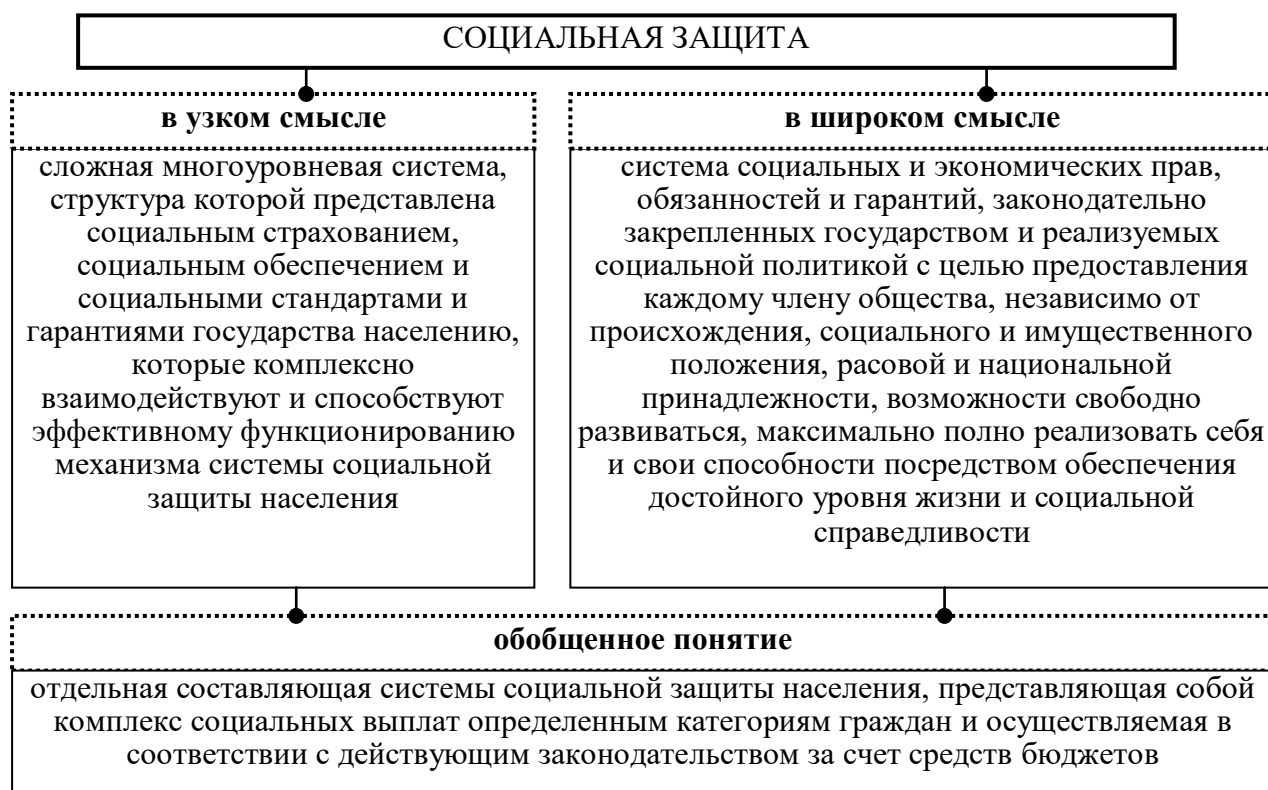 СОЦИАЛЬНАЯ ЗАЩИТА
в узком смысле
сложная многоуровневая система,
структура которой представлена
социальным страхованием,
социальным обеспечением и
социальными стандартами и
гарантиями государства населению,
которые комплексно
взаимодействуют и способствуют
эффективному функционированию
механизма системы социальной
защиты населения
в широком смысле
система социальных и экономических прав,
обязанностей и гарантий, законодательно
закрепленных государством и реализуемых
социальной политикой с целью предоставления
каждому члену общества, независимо от
происхождения, социального и имущественного
положения, расовой и национальной
принадлежности, возможности свободно
развиваться, максимально полно реализовать себя
и свои способности посредством обеспечения
достойного уровня жизни и социальной
справедливости
обобщенное понятие
отдельная составляющая системы социальной защиты населения, представляющая собой
комплекс социальных выплат определенным категориям граждан и осуществляемая в
соответствии с действующим законодательством за счет средств бюджетов